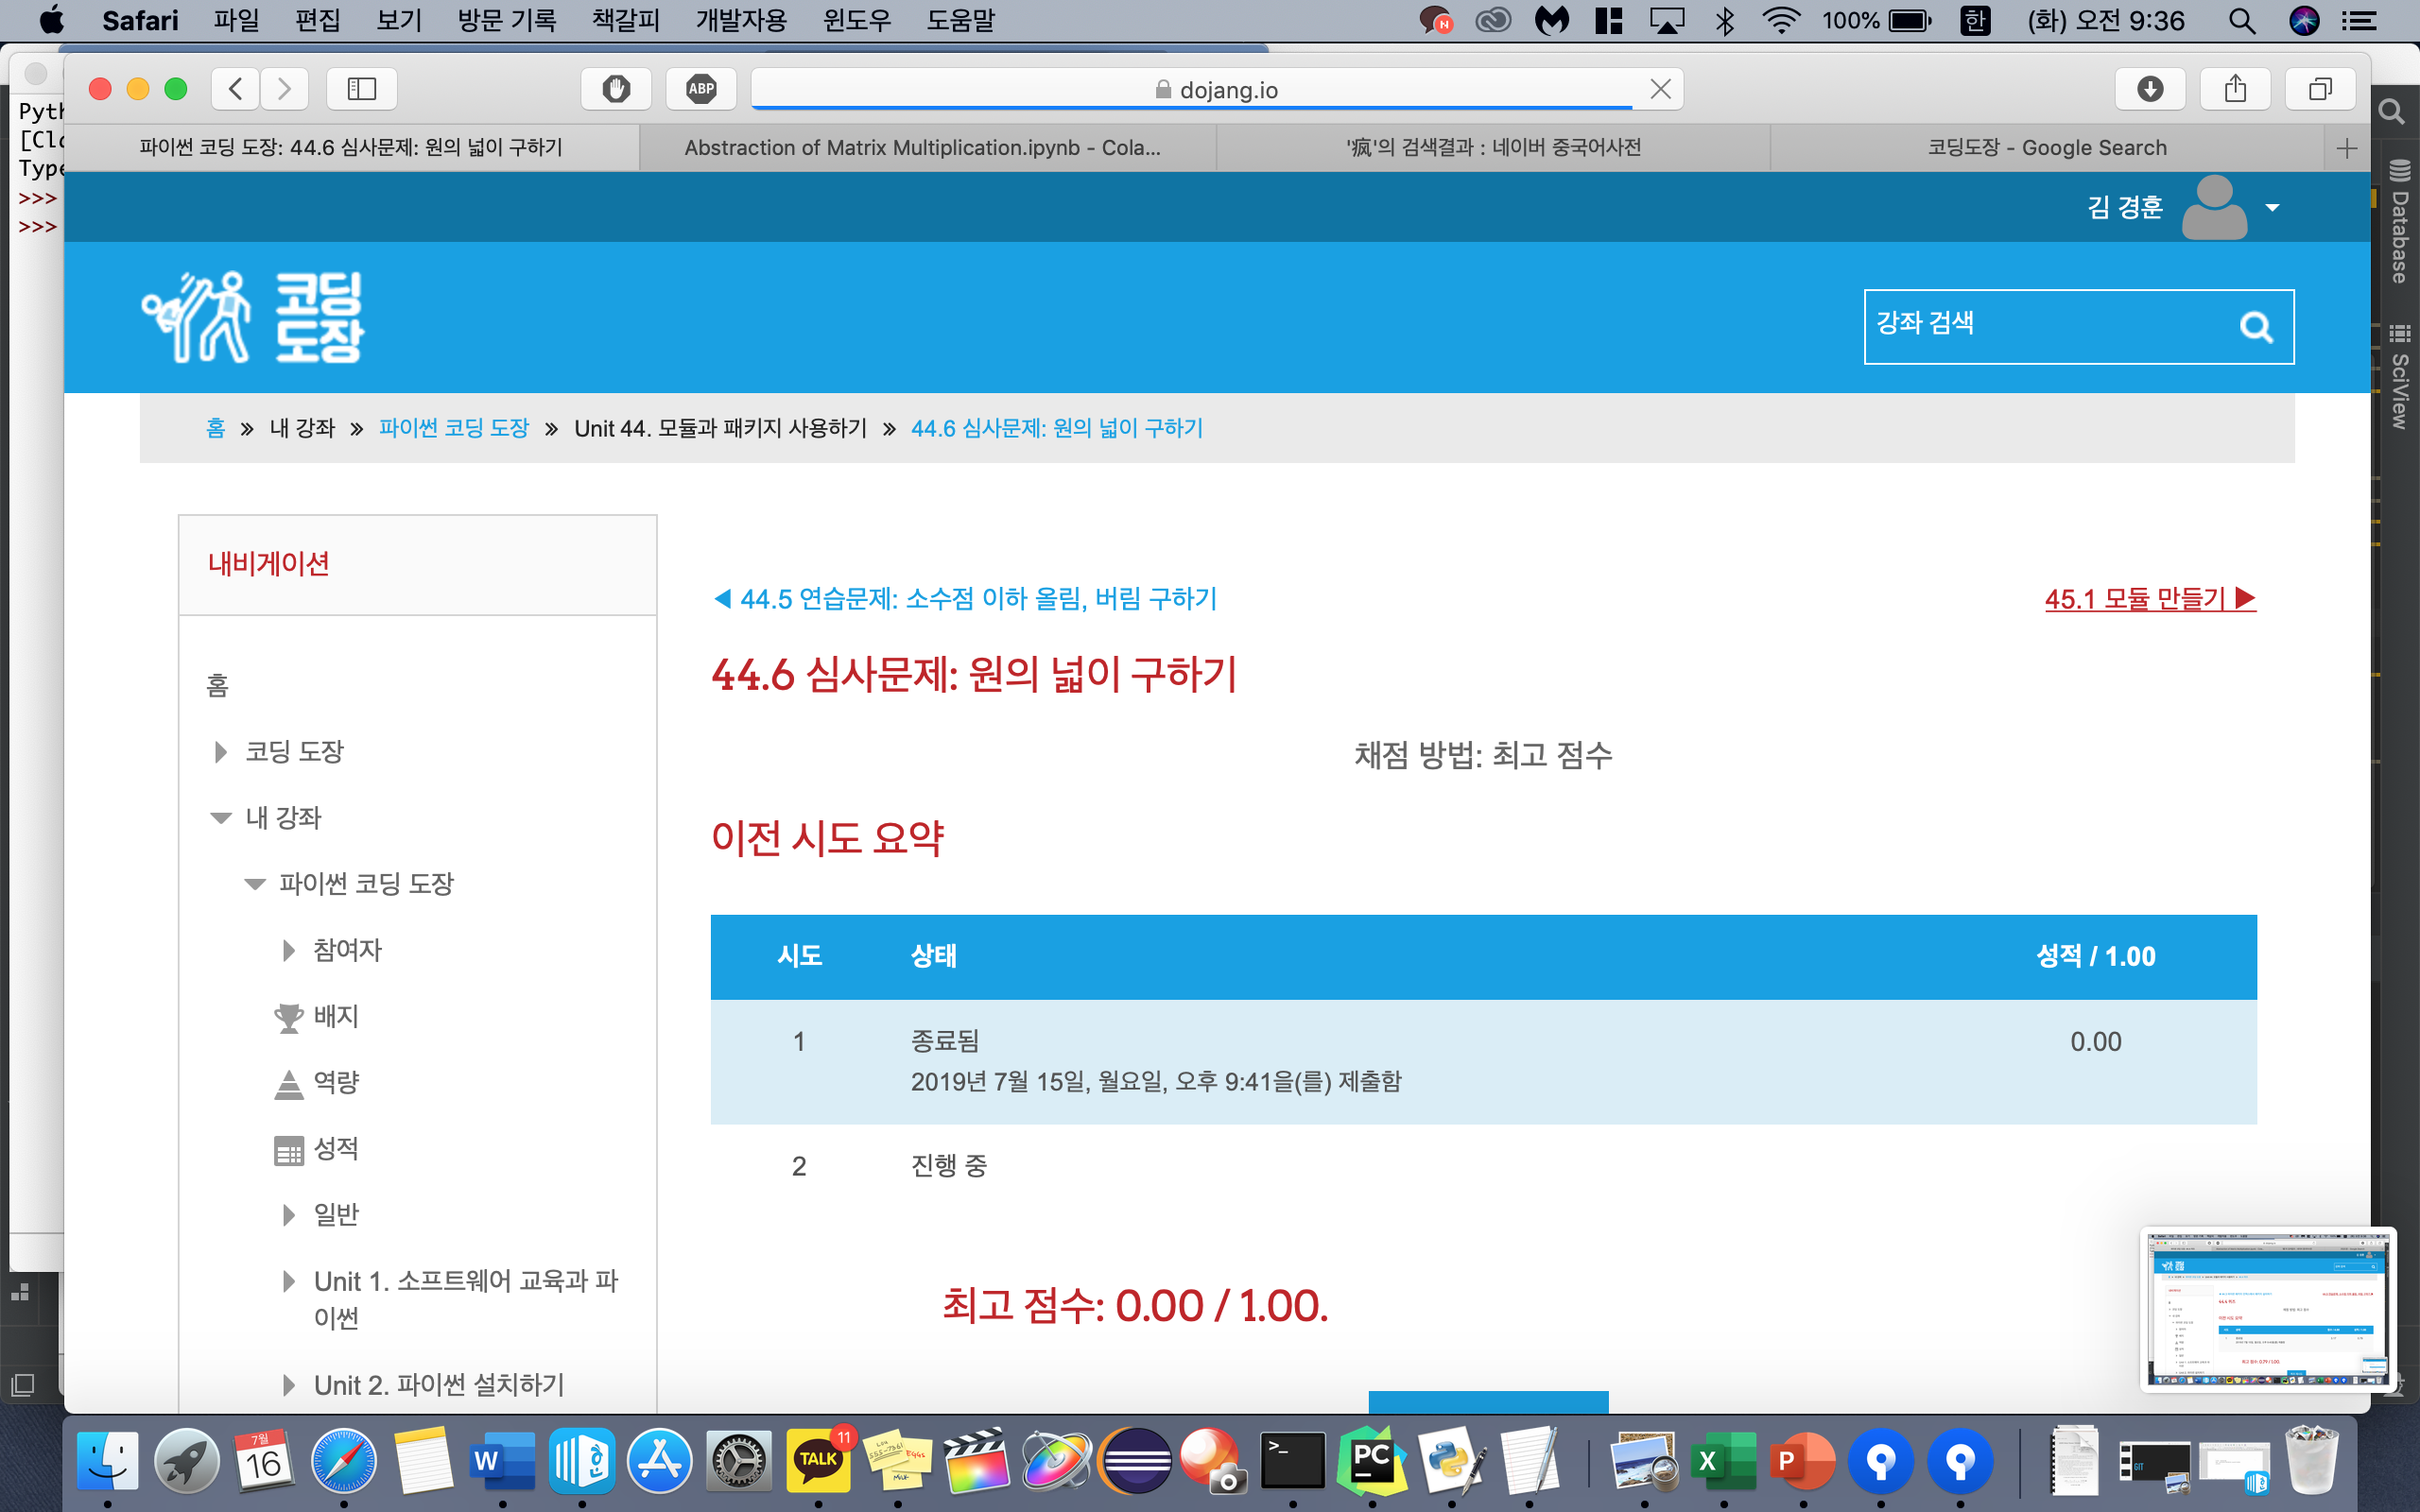 Safari 파일 편집 보기 방문 기록 책갈피 개발자용 윈도우 도움말 100% 한 (화) 오전 9:36
ABP dojang.io
파이썬 코딩 도장: 44.6 심사문제: 원의 넓이 구하기
Abstraction of Matrix Multiplication.ipynb - Cola...
'疯'의 검색결과 : 네이버 중국어사전
코딩도장 - Google Search
>>>
>>>
Database
SciView
김 경훈
코딩
도장
강좌 검색
홈 » 내 강좌 » 파이썬 코딩 도장 » Unit 44. 모듈과 패키지 사용하기 » 44.6 심사문제: 원의 넓이 구하기
내비게이션
홈
코딩 도장
내 강좌
파이썬 코딩 도장
참여자
배지
역량
성적
일반
Unit 1. 소프트웨어 교육과 파
이썬
Unit 2. 파이썬 설치하기
◀ 44.5 연습문제: 소수점 이하 올림, 버림 구하기
45.1 모듈 만들기 ▶
44.6 심사문제: 원의 넓이 구하기
채점 방법: 최고 점수
이전 시도 요약
시도 상태 성적 / 1.00
1 종료됨 0.00
2019년 7월 15일, 월요일, 오후 9:41을(를) 제출함
2 진행 중
최고 점수: 0.00 / 1.00.
7월
16
W
TALK
11
>_
PC
X
P
GIT